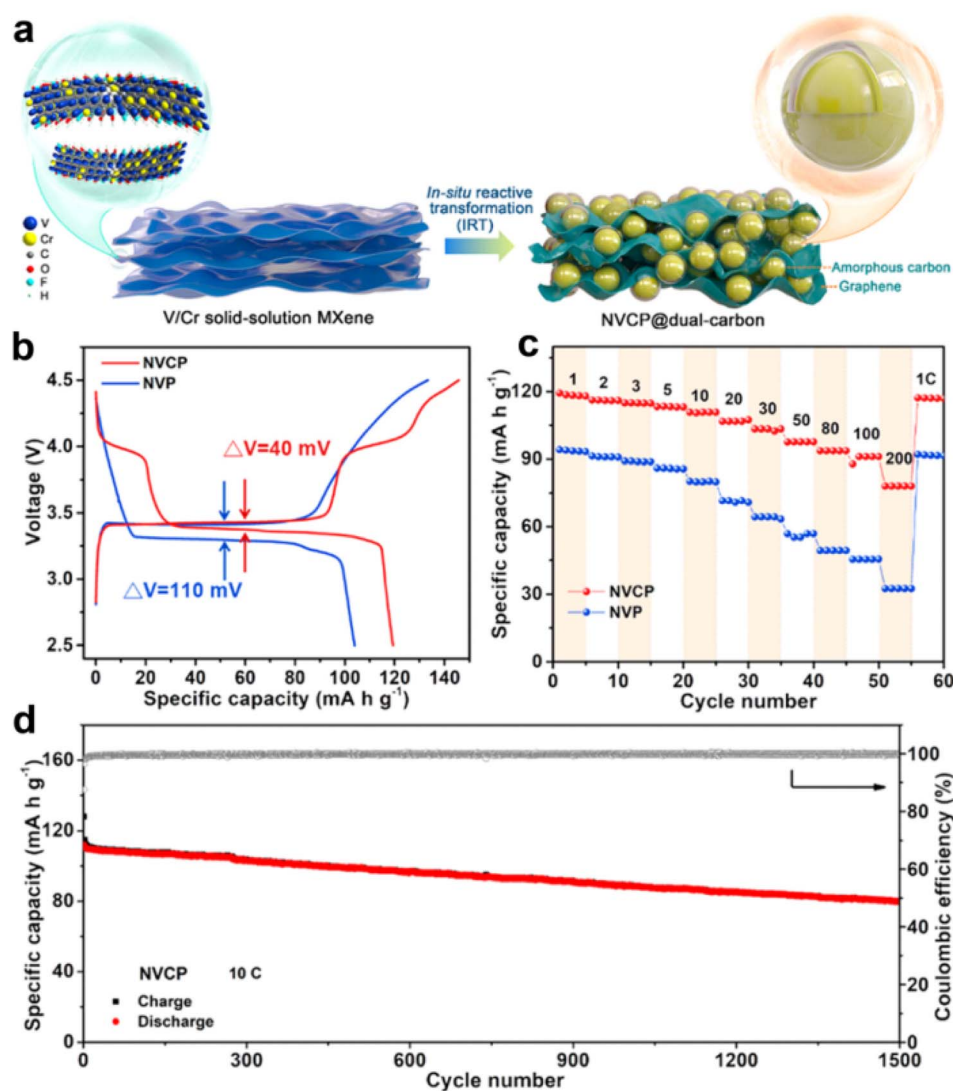 a
V
Cr
C
O
F
H
In-situ reactive
transformation
(IRT)
Amorphous carbon
Graphene
V/Cr solid-solution MXene
NVCP@dual-carbon
b
NVCP
NVP
4.5
4.0
3.5
3.0
2.5
Voltage (V)
△V=40 mV
△V=110 mV
0 20 40 60 80 100 120 140
Specific capacity (mA h g⁻¹)
c
120
90
60
30
0
Specific capacity (mA h g⁻¹)
1 2 3 5 10 20 30 50 80 100 200 1C
NVCP
NVP
0 10 20 30 40 50 60
Cycle number
d
160
120
80
40
0
Specific capacity (mA h g⁻¹)
100
80
60
40
20
0
Coulombic efficiency (%)
NVCP 10 C
Charge
Discharge
0 300 600 900 1200 1500
Cycle number